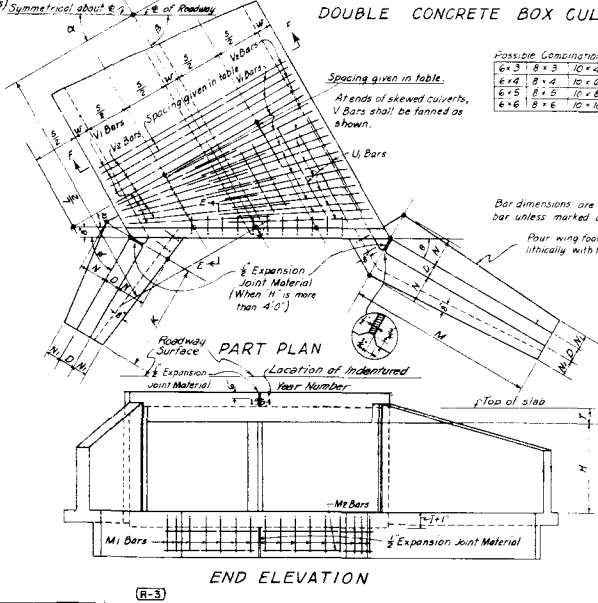 Symmetrical about ℄
℄ of Roadway
DOUBLE CONCRETE BOX CUL
Possible Combination
6 x 3 8 x 3 10 x 4
6 x 4 8 x 4
6 x 5 8 x 5
6 x 6 8 x 6
Spacing given in table.
At ends of skewed culverts,
V Bars shall be fanned as
shown.
V2 Bars
Spacing given in table
V1 Bars
V1 Bars
V2 Bars
U1 Bars
Bar dimensions are
bar unless marked
Pour wing foo
lithically with
½" Expansion
Joint Material
(When "H" is more
than 4'-0")
PART PLAN
Roadway
Surface
½" Expansion
Joint Material
Location of Indentured
Year Number
Top of slab
M2 Bars
M1 Bars
T+1"
½" Expansion Joint Material
END ELEVATION
R-3